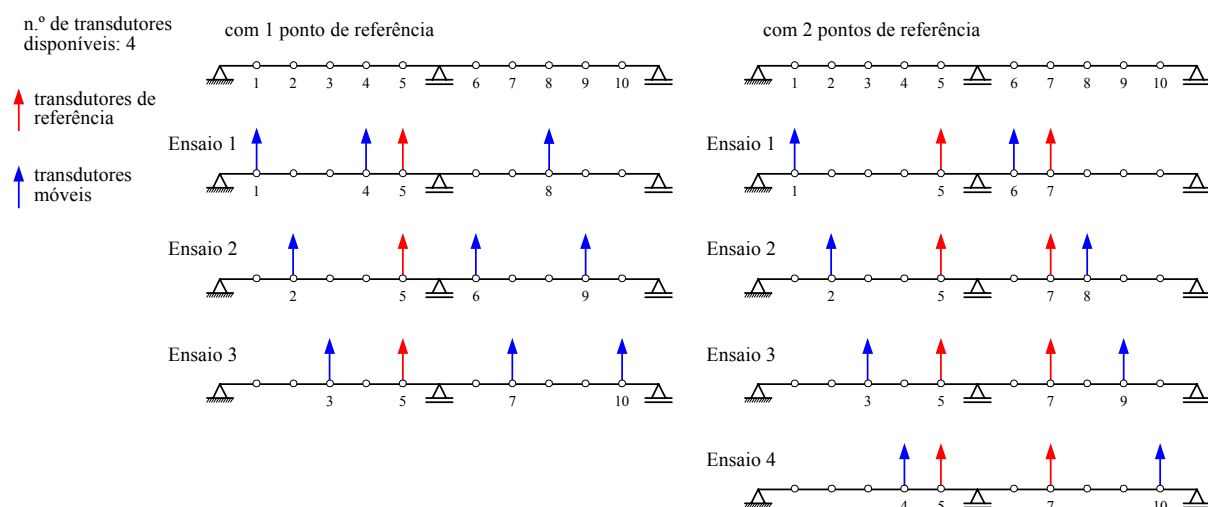 n.º de transdutores
disponíveis: 4
transdutores de
referência
transdutores
móveis
com 1 ponto de referência
1 2 3 4 5 6 7 8 9 10
Ensaio 1
1 4 5 8
Ensaio 2
2 5 6 9
Ensaio 3
3 5 7 10
com 2 pontos de referência
1 2 3 4 5 6 7 8 9 10
Ensaio 1
1 5 6 7
Ensaio 2
2 5 7 8
Ensaio 3
3 5 7 9
Ensaio 4
4 5 7 10